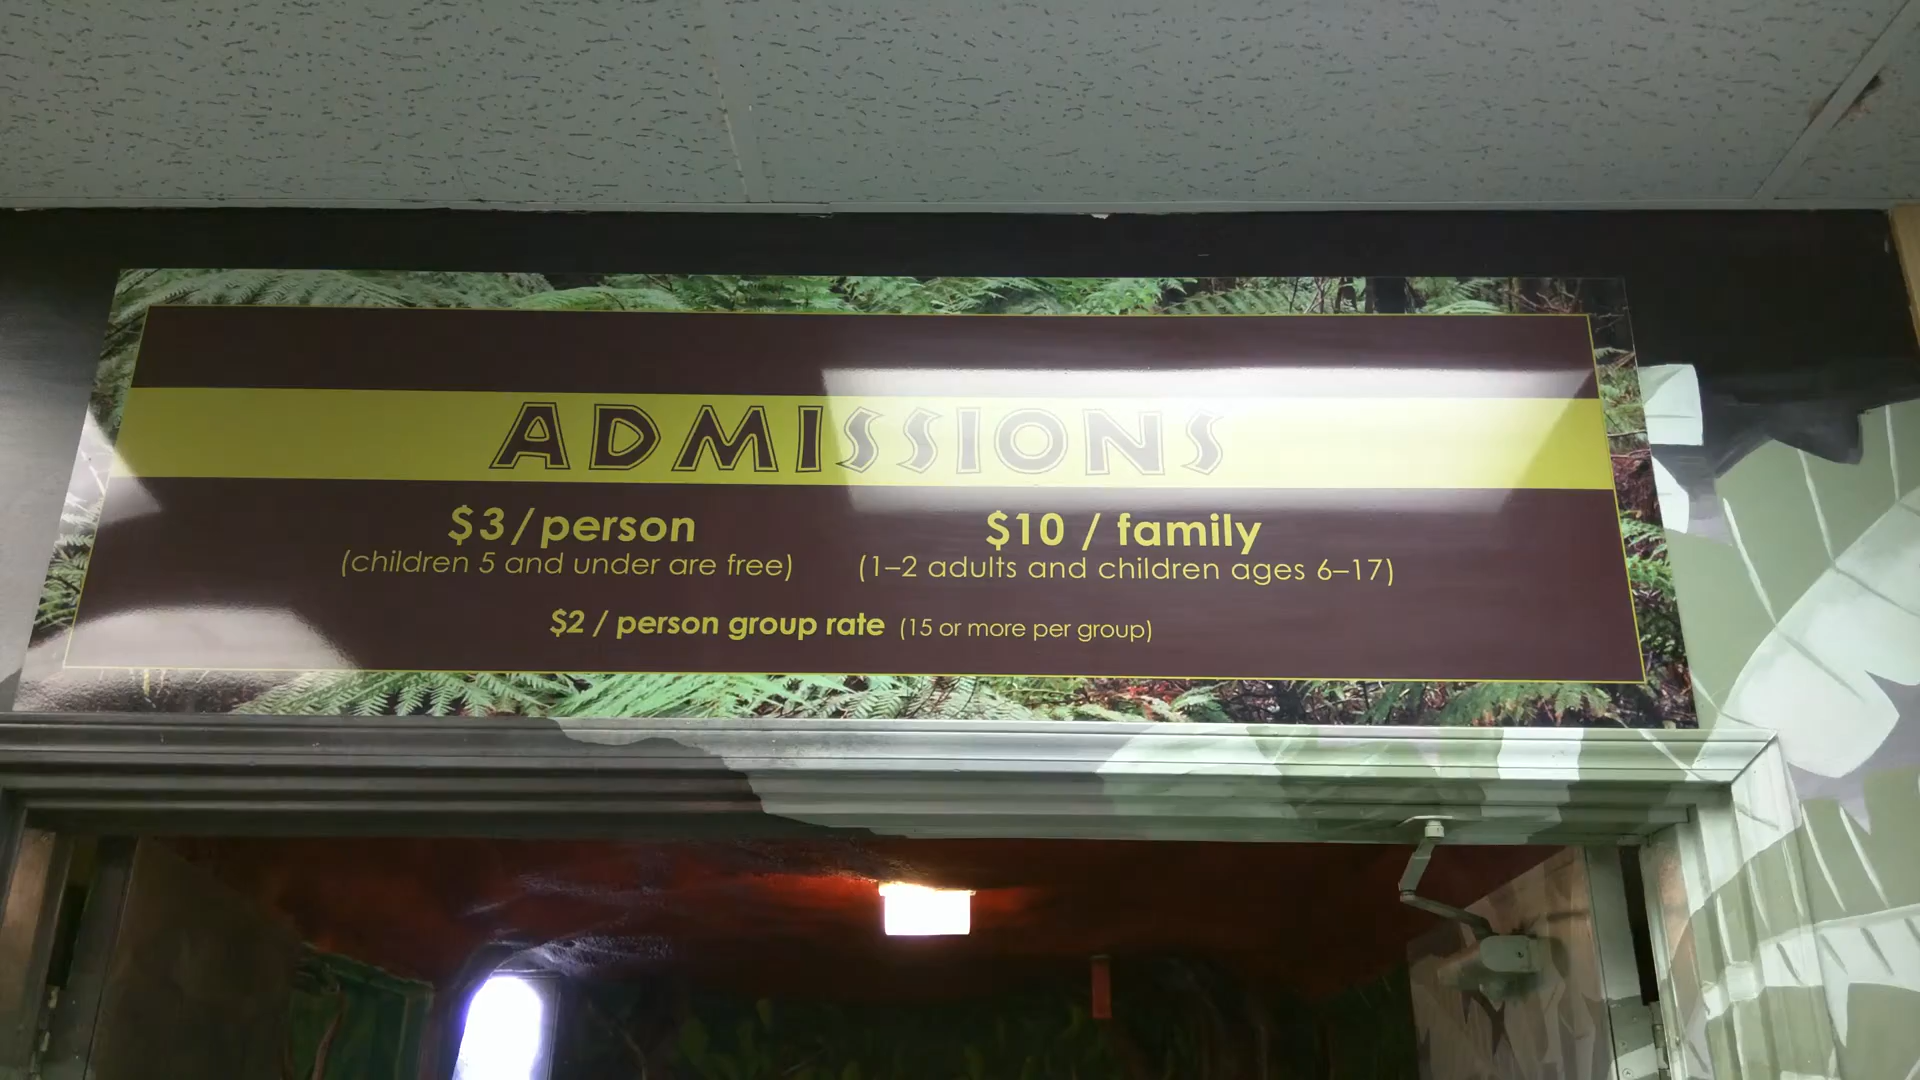 ADMISSIONS
$3/person
(children 5 and under are free)
$10 / family
(1–2 adults and children ages 6–17)
$2 / person group rate (15 or more per group)